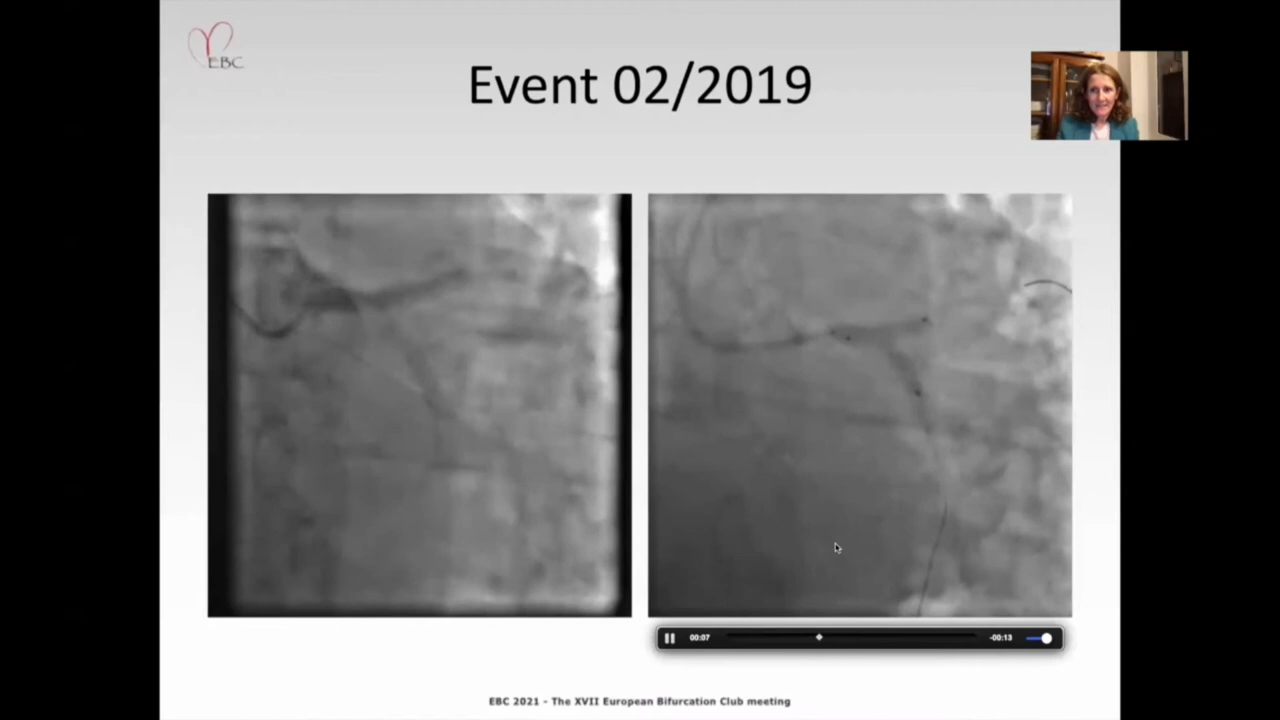 EBC
Event 02/2019
00:07
-00:13
EBC 2021 - The XVII European Bifurcation Club meeting